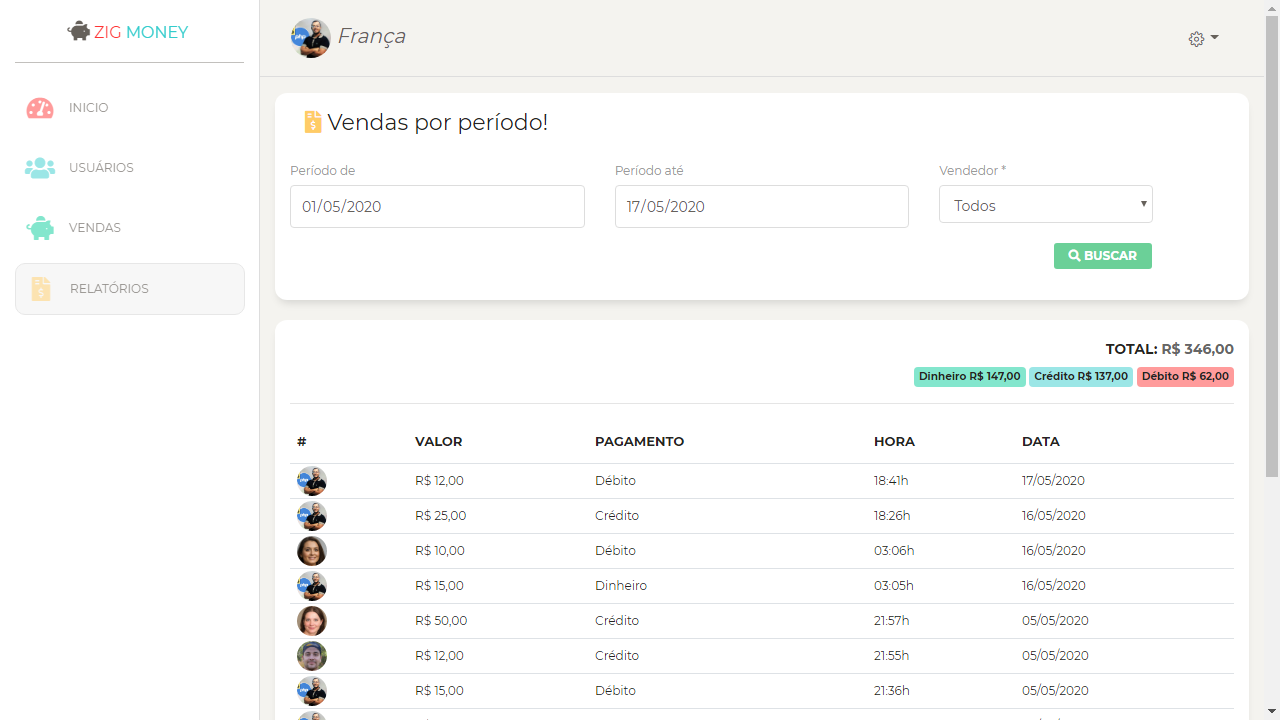 ZIG MONEY
França
INICIO
USUÁRIOS
VENDAS
RELATÓRIOS
Vendas por período!
Período de
Período até
Vendedor *
01/05/2020
17/05/2020
Todos
BUSCAR
TOTAL: R$ 346,00
Dinheiro R$ 147,00 Crédito R$ 137,00 Débito R$ 62,00
# VALOR PAGAMENTO HORA DATA
R$ 12,00 Débito 18:41h 17/05/2020
R$ 25,00 Crédito 18:26h 16/05/2020
R$ 10,00 Débito 03:06h 16/05/2020
R$ 15,00 Dinheiro 03:05h 16/05/2020
R$ 50,00 Crédito 21:57h 05/05/2020
R$ 12,00 Crédito 21:55h 05/05/2020
R$ 15,00 Débito 21:36h 05/05/2020